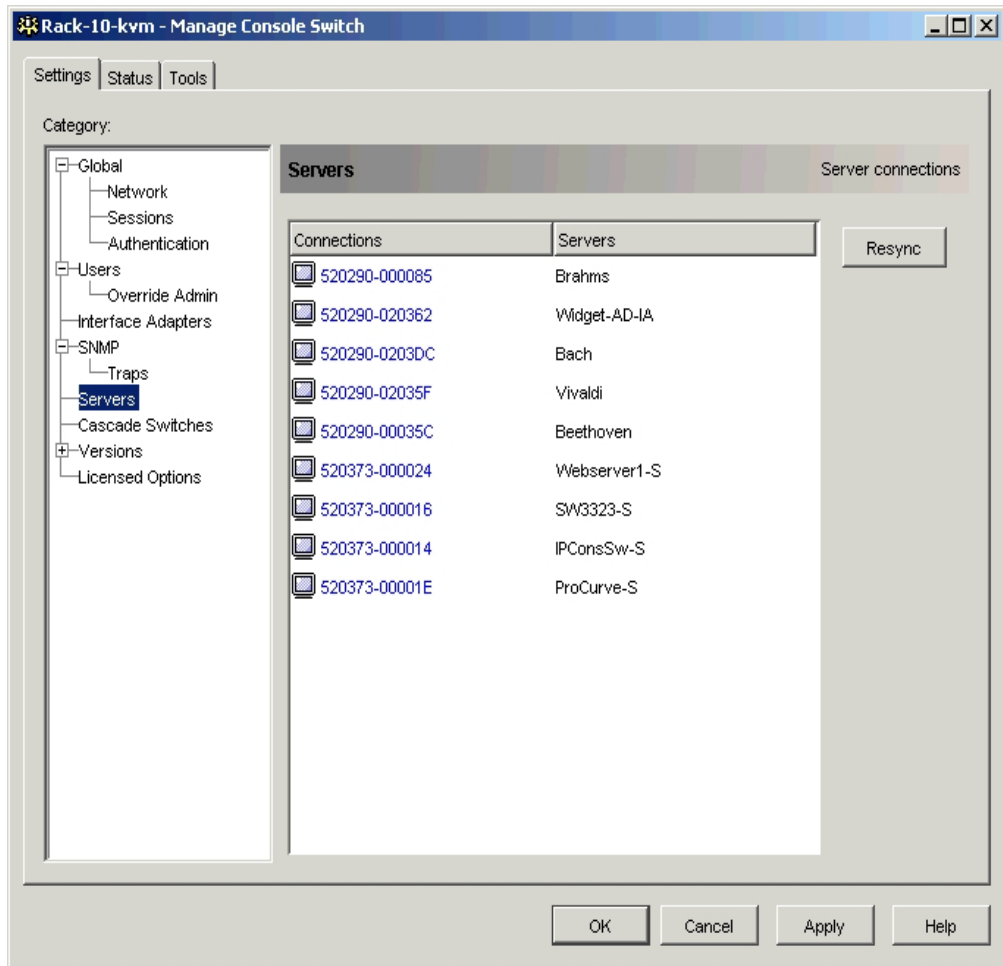 Rack-10-kvm - Manage Console Switch
Settings
Status
Tools
Category:
Global
Network
Sessions
Authentication
Users
Override Admin
Interface Adapters
SNMP
Traps
Servers
Cascade Switches
Versions
Licensed Options
Servers
Server connections
Connections Servers
520290-000085 Brahms
520290-020362 Widget-AD-IA
520290-0203DC Bach
520290-02035F Vivaldi
520290-00035C Beethoven
520373-000024 Webserver1-S
520373-000016 SW3323-S
520373-000014 IPConsSw-S
520373-00001E ProCurve-S
Resync
OK Cancel Apply Help